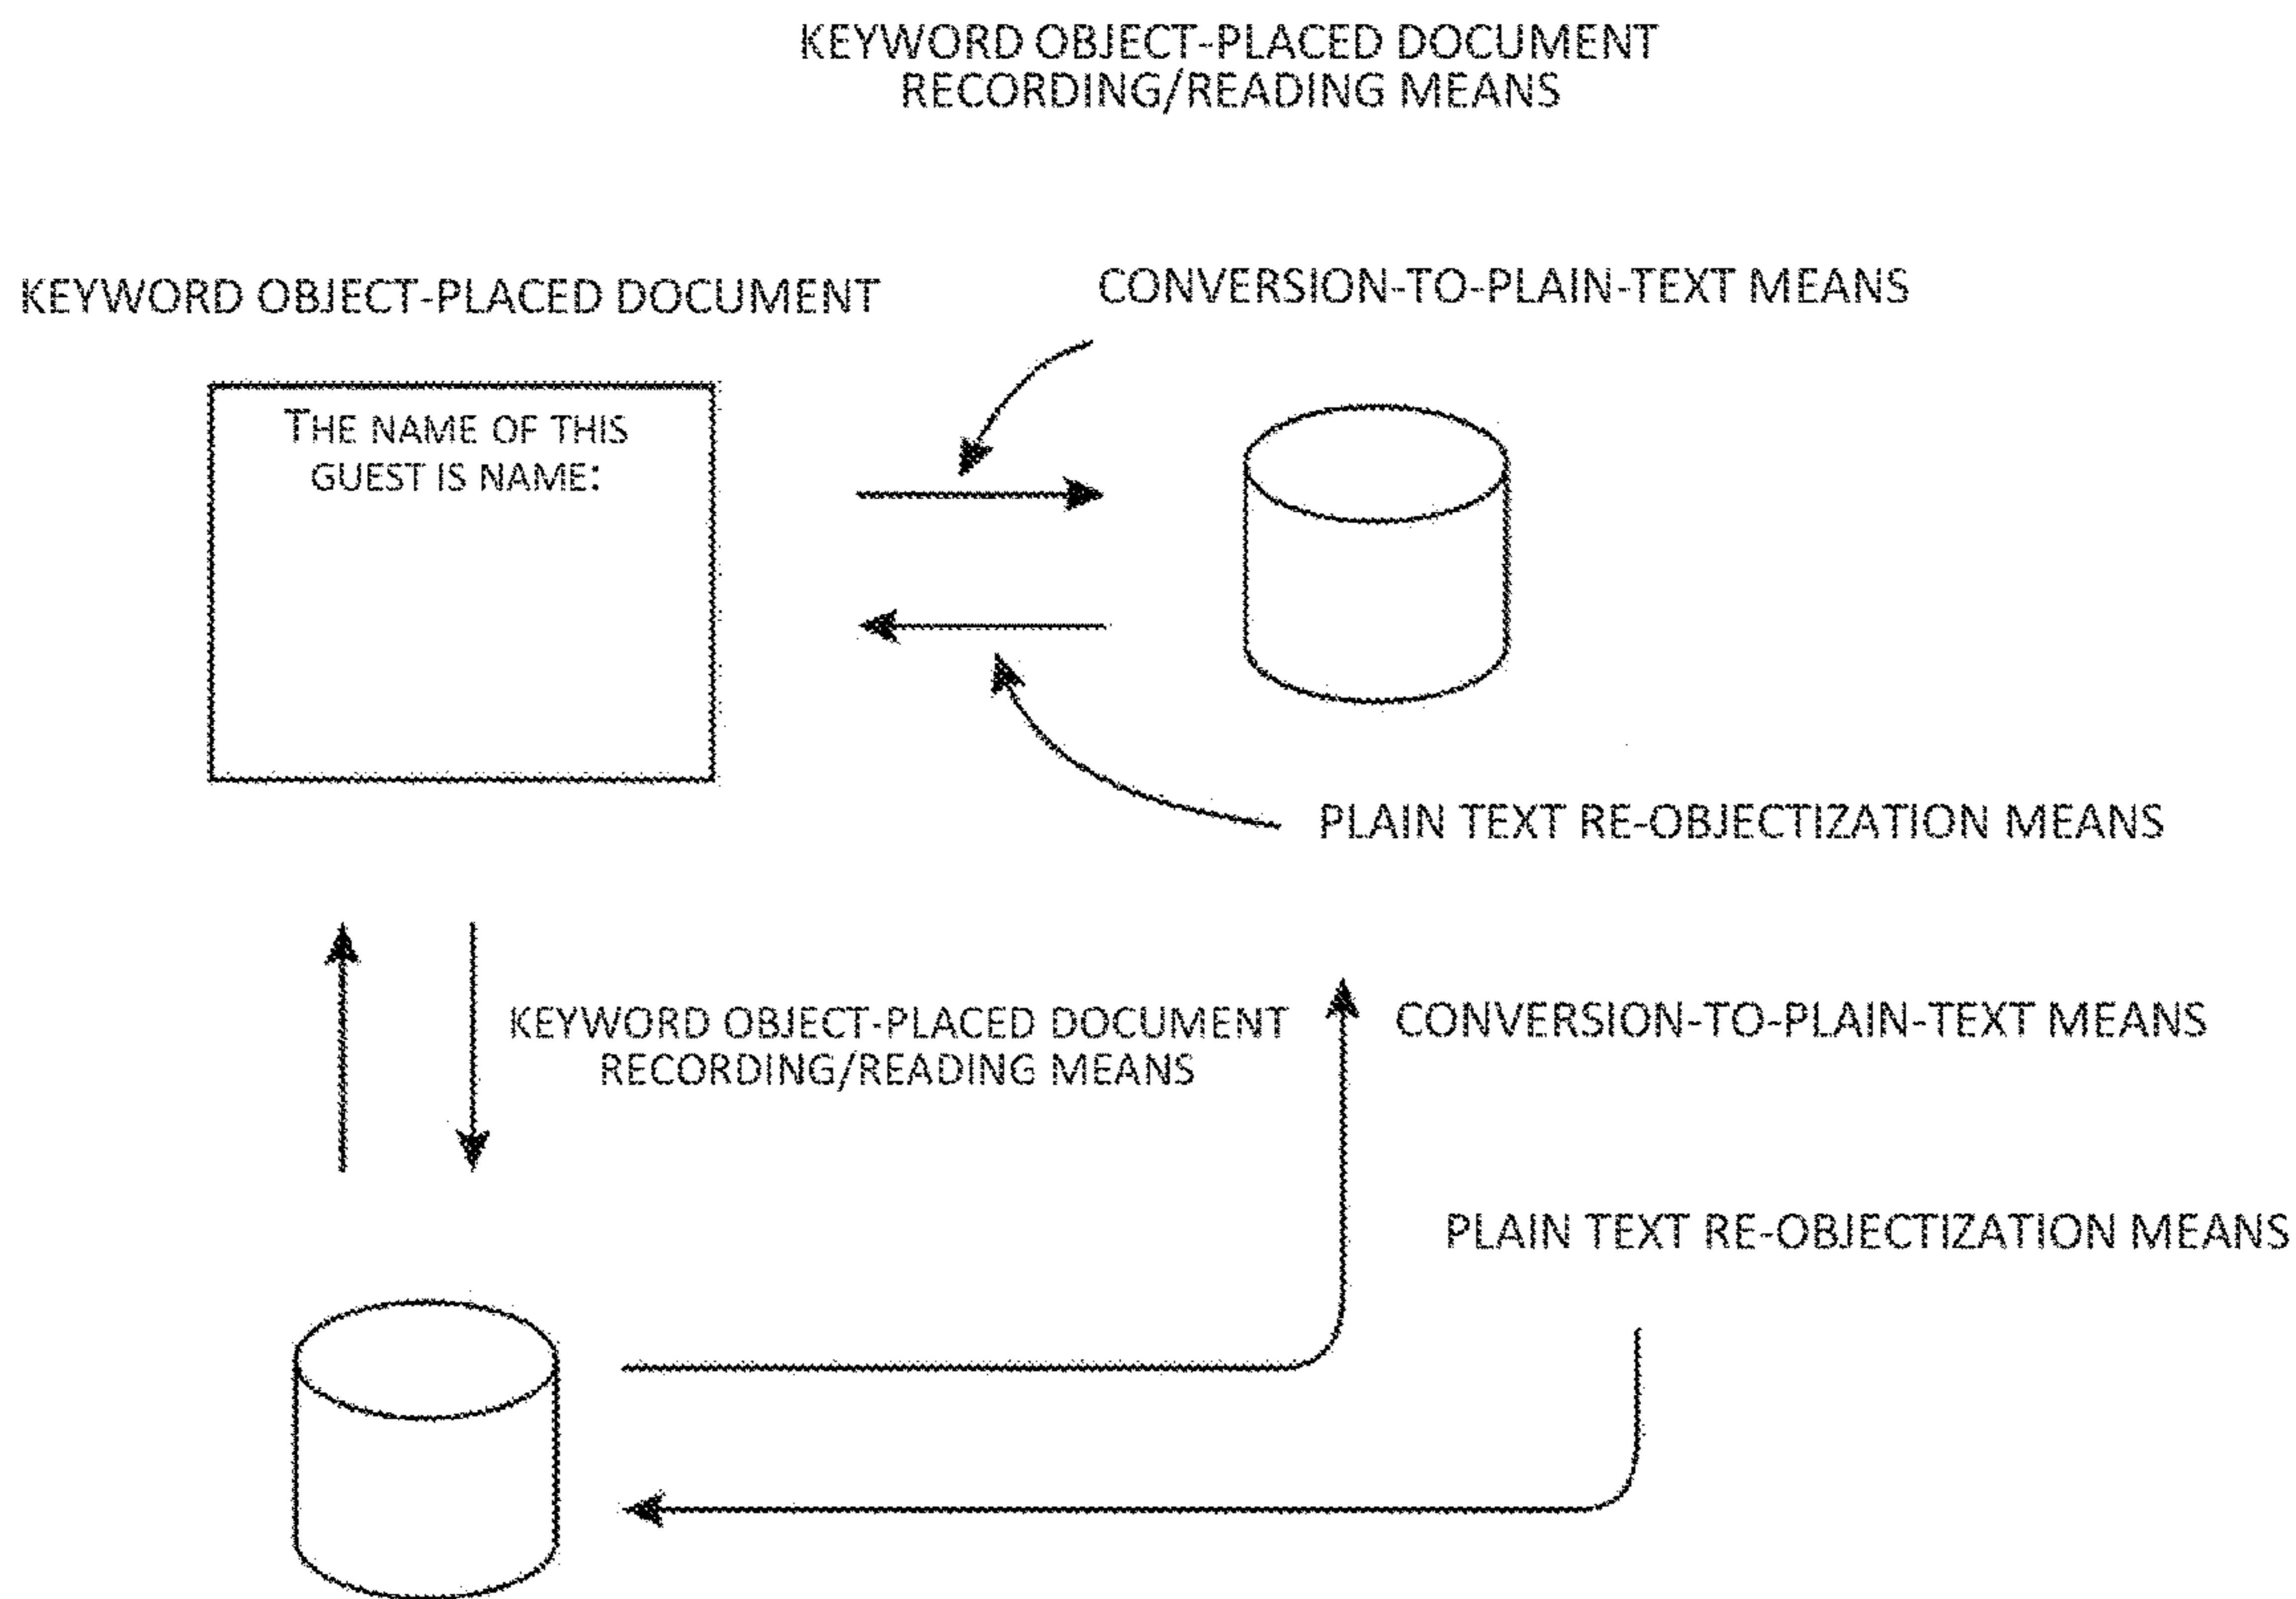 KEYWORD OBJECT-PLACED DOCUMENT
RECORDING/READING MEANS
KEYWORD OBJECT-PLACED DOCUMENT
CONVERSION-TO-PLAIN-TEXT MEANS
THE NAME OF THIS
GUEST IS NAME:
PLAIN TEXT RE-OBJECTIZATION MEANS
KEYWORD OBJECT-PLACED DOCUMENT
RECORDING/READING MEANS
CONVERSION-TO-PLAIN-TEXT MEANS
PLAIN TEXT RE-OBJECTIZATION MEANS